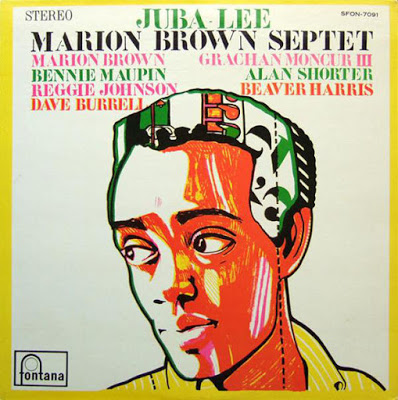 STEREO
JUBA-LEE
SFON-7091
MARION BROWN SEPTET
MARION BROWN GRACHAN MONCUR III
BENNIE MAUPIN ALAN SHORTER
REGGIE JOHNSON BEAVER HARRIS
DAVE BURRELL
fontana